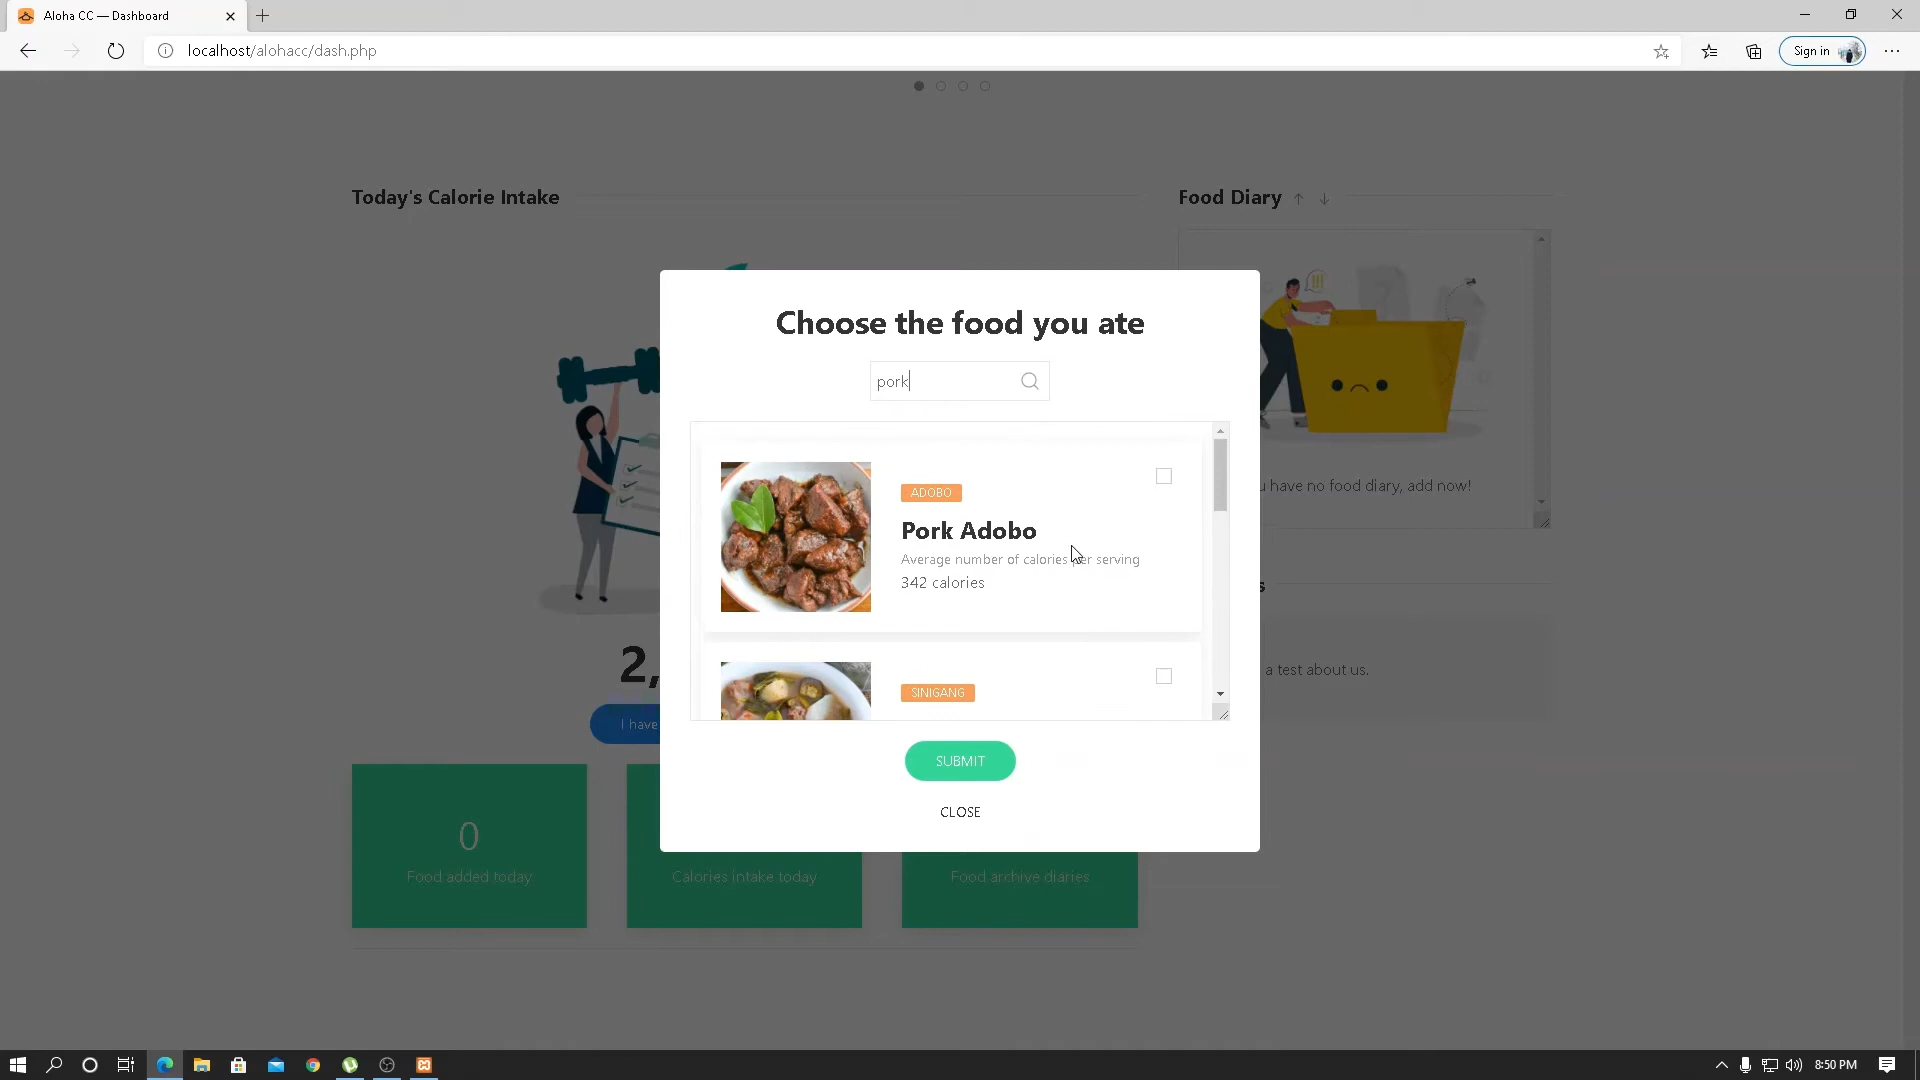 Aloha CC — Dashboard
localhost/alohacc/dash.php
Sign in
Today's Calorie Intake
Food Diary
Choose the food you ate
pork
have no food diary, add now!
ADOBO
Pork Adobo
Average number of calories per serving
342 calories
a test about us.
2,
SINIGANG
I have
SUBMIT
CLOSE
0
Food added today
Calories intake today
Food archive diaries
8:50 PM